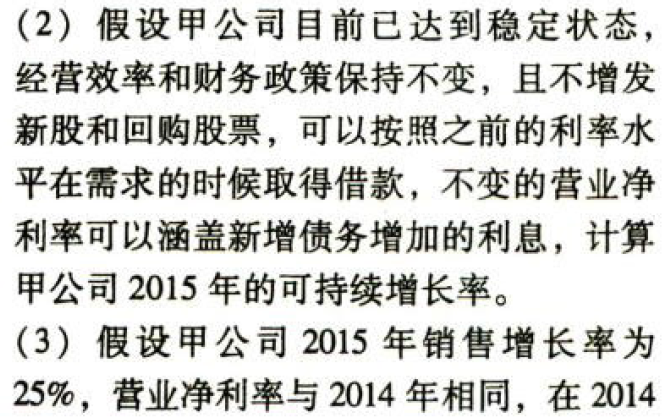 (2) 假设甲公司目前已达到稳定状态，
经营效率和财务政策保持不变，且不增发
新股和回购股票，可以按照之前的利率水
平在需求的时候取得借款，不变的营业净
利率可以涵盖新增债务增加的利息，计算
甲公司 2015 年的可持续增长率。
(3) 假设甲公司 2015 年销售增长率为
25%，营业净利率与 2014 年相同，在 2014